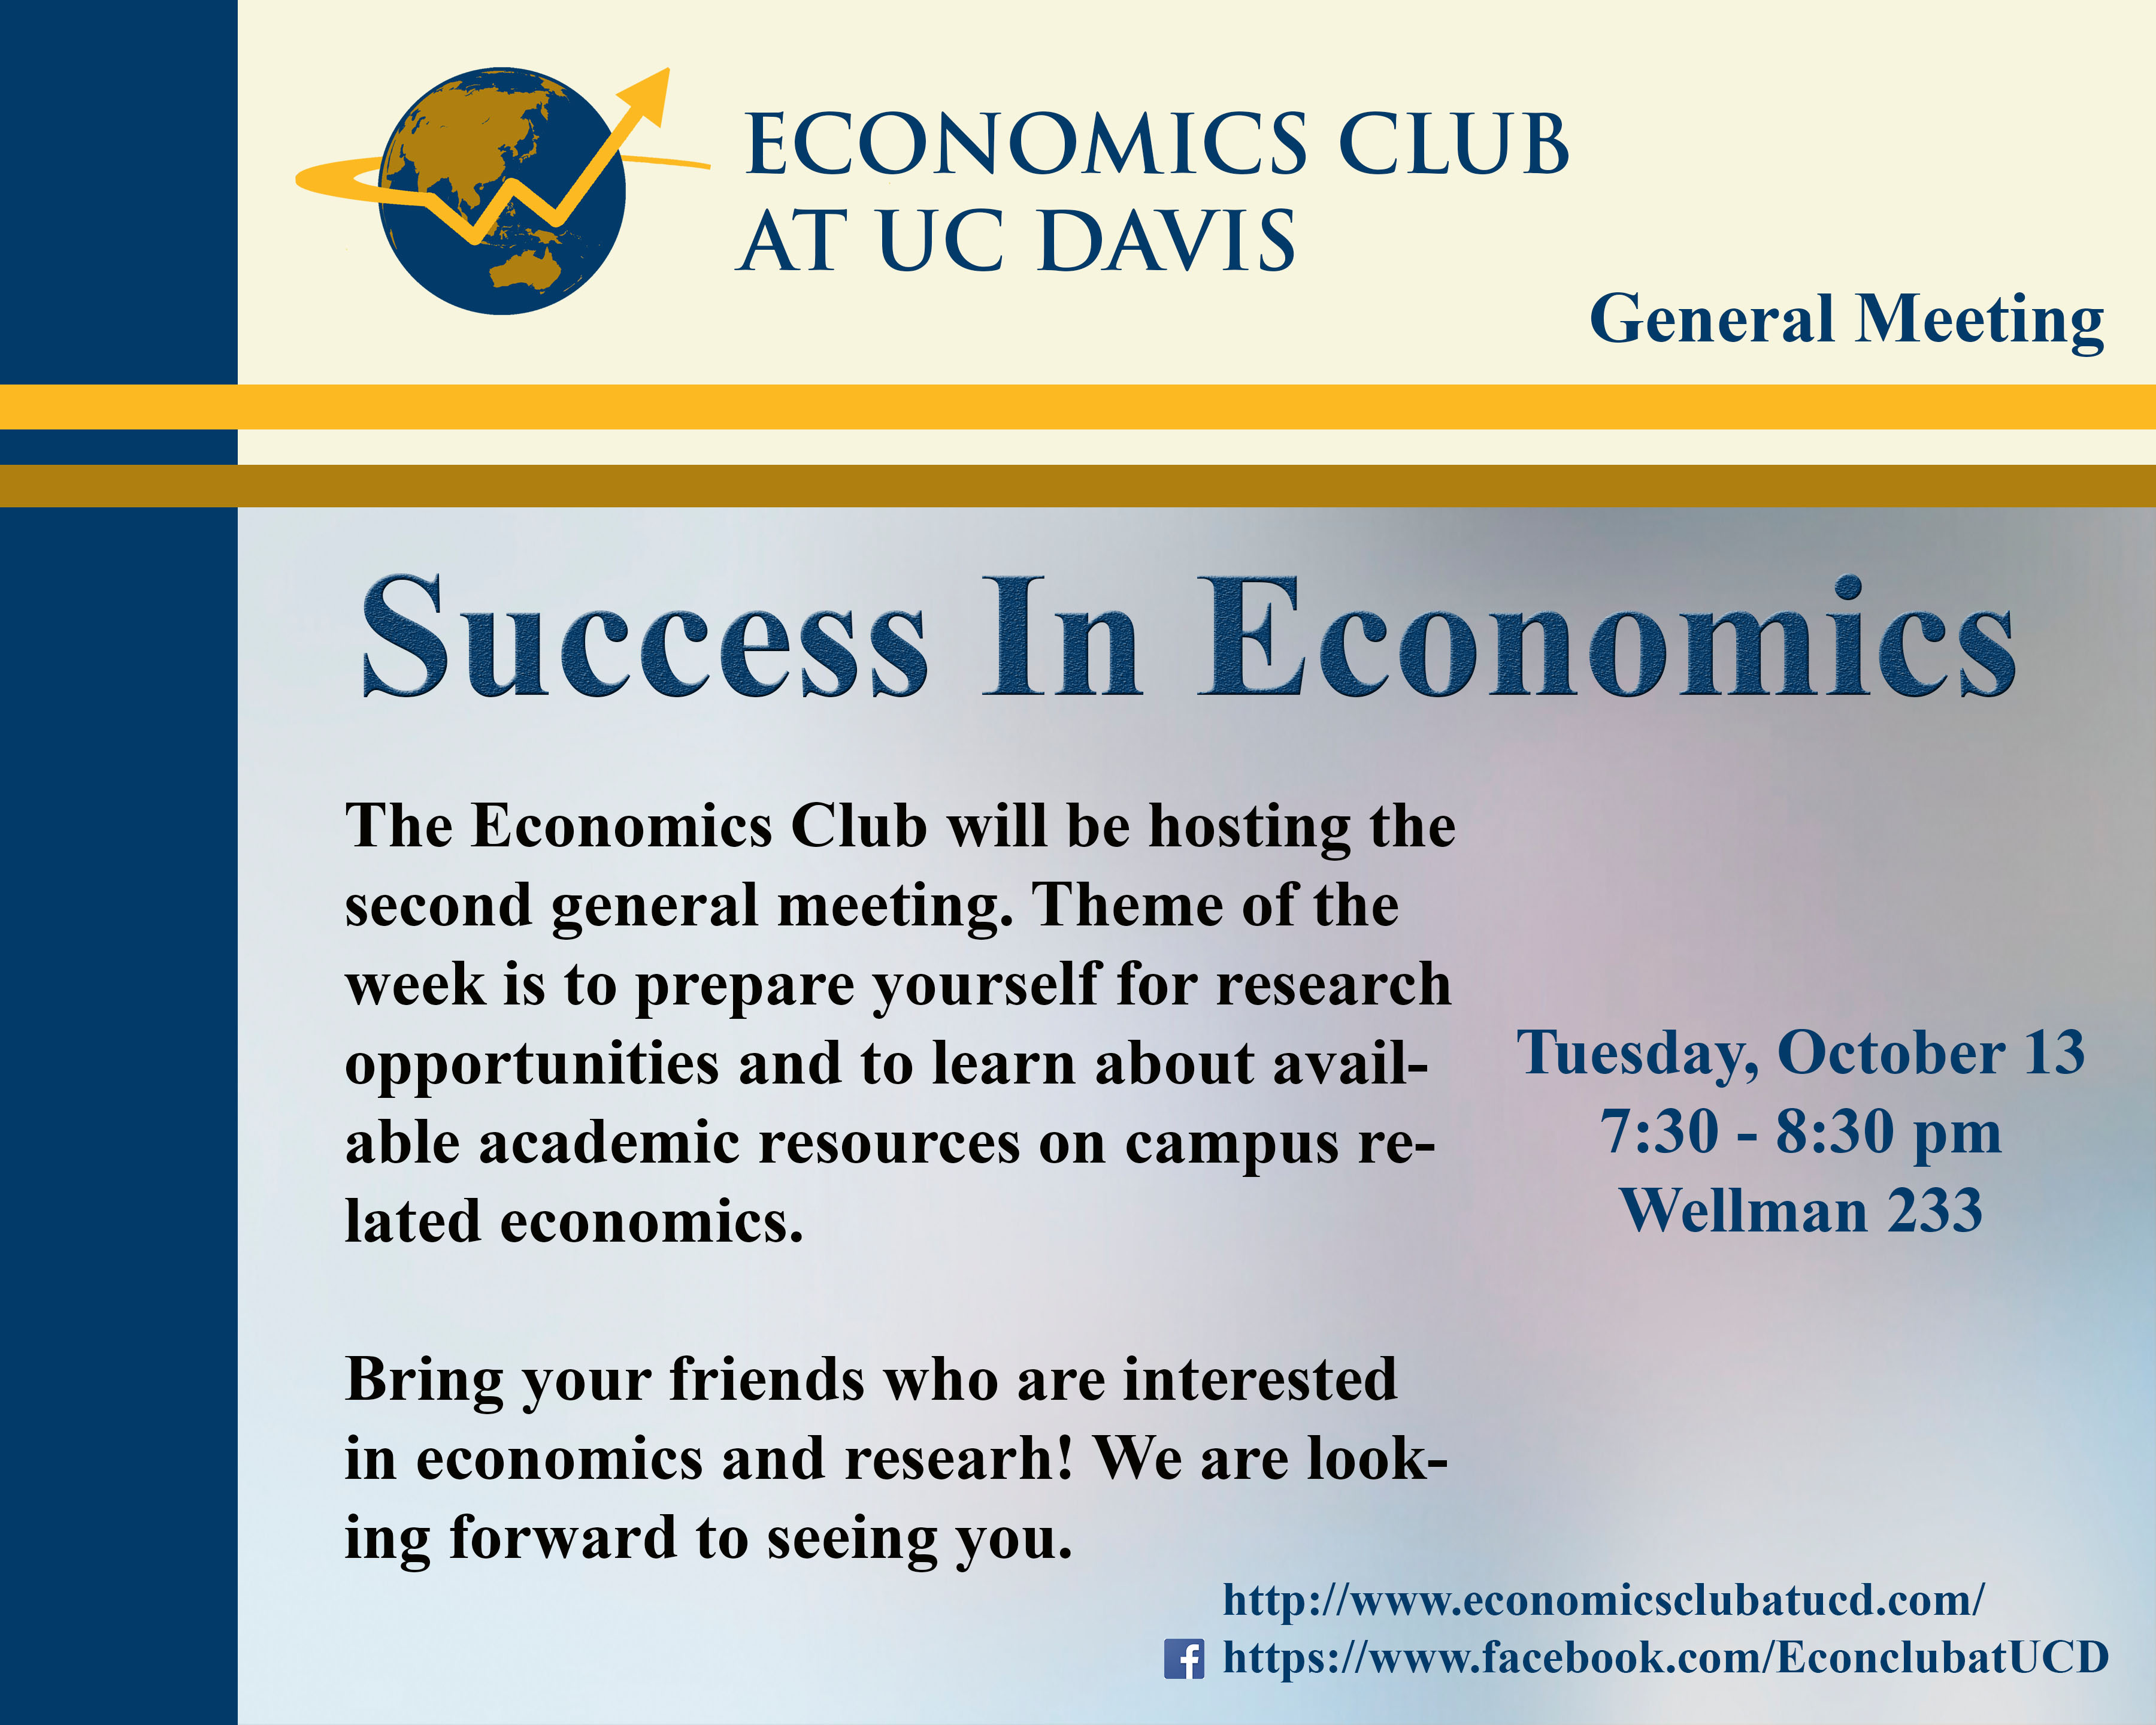 ECONOMICS CLUB
AT UC DAVIS
General Meeting
Success In Economics
The Economics Club will be hosting the
second general meeting. Theme of the
week is to prepare yourself for research
opportunities and to learn about avail-
able academic resources on campus re-
lated economics.
Bring your friends who are interested
in economics and researh! We are look-
ing forward to seeing you.
Tuesday, October 13
7:30 - 8:30 pm
Wellman 233
http://www.economicsclubatucd.com/
f https://www.facebook.com/EconclubatUCD